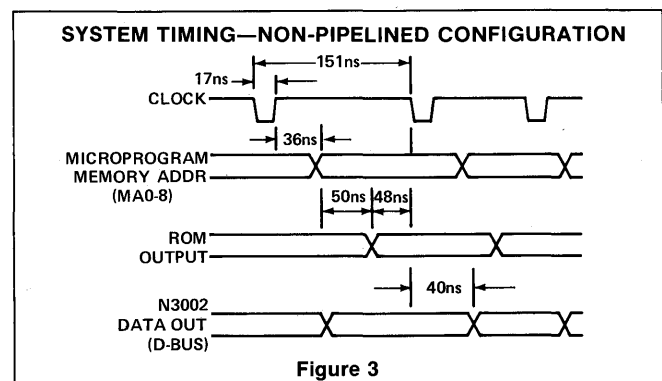 SYSTEM TIMING—NON-PIPELINED CONFIGURATION
151ns
17ns
CLOCK
36ns
MICROPROGRAM
MEMORY ADDR
(MA0-8)
50ns 48ns
ROM
OUTPUT
40ns
N3002
DATA OUT
(D-BUS)
Figure 3